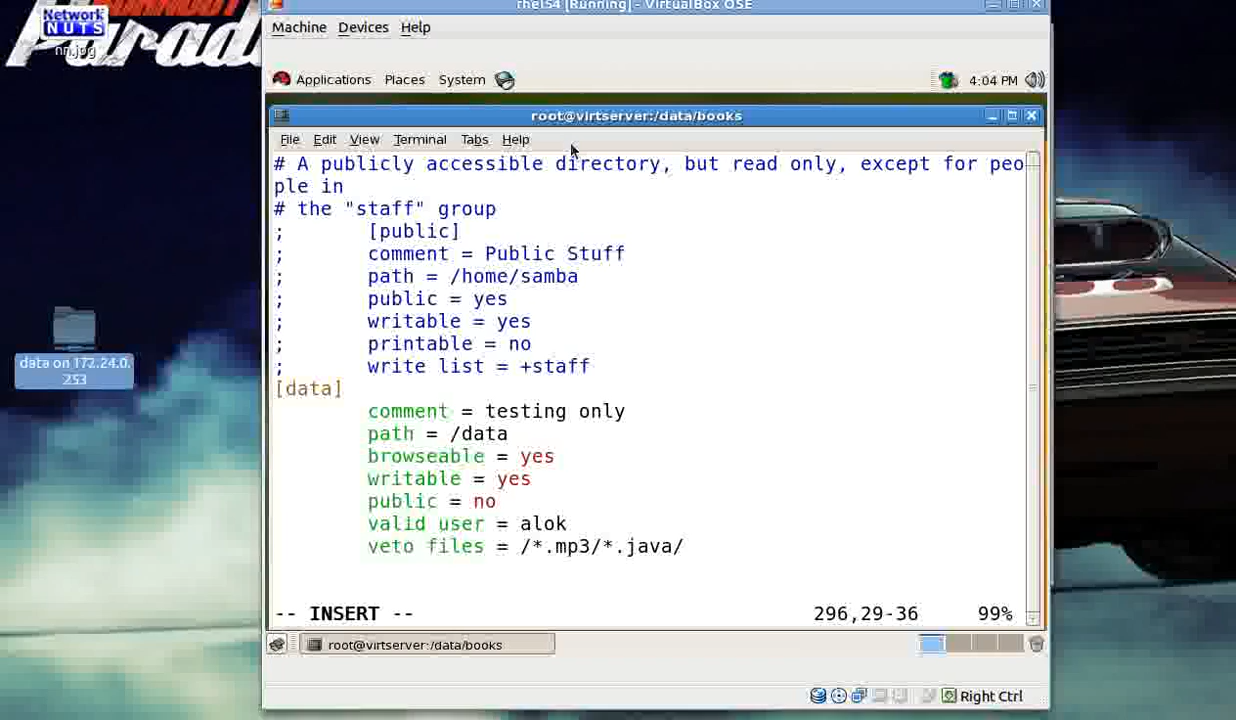 rhel54 [Running] - VirtualBox OSE
Network
NUTS
nn.jpg
Machine Devices Help
Applications Places System 4:04 PM
root@virtserver:/data/books
File Edit View Terminal Tabs Help
# A publicly accessible directory, but read only, except for peo
ple in
# the "staff" group
; [public]
; comment = Public Stuff
; path = /home/samba
; public = yes
; writable = yes
; printable = no
; write list = +staff
[data]
comment = testing only
path = /data
browseable = yes
writable = yes
public = no
valid user = alok
veto files = /*.mp3/*.java/
-- INSERT -- 296,29-36 99%
root@virtserver:/data/books
Right Ctrl
data on 172.24.0.
253